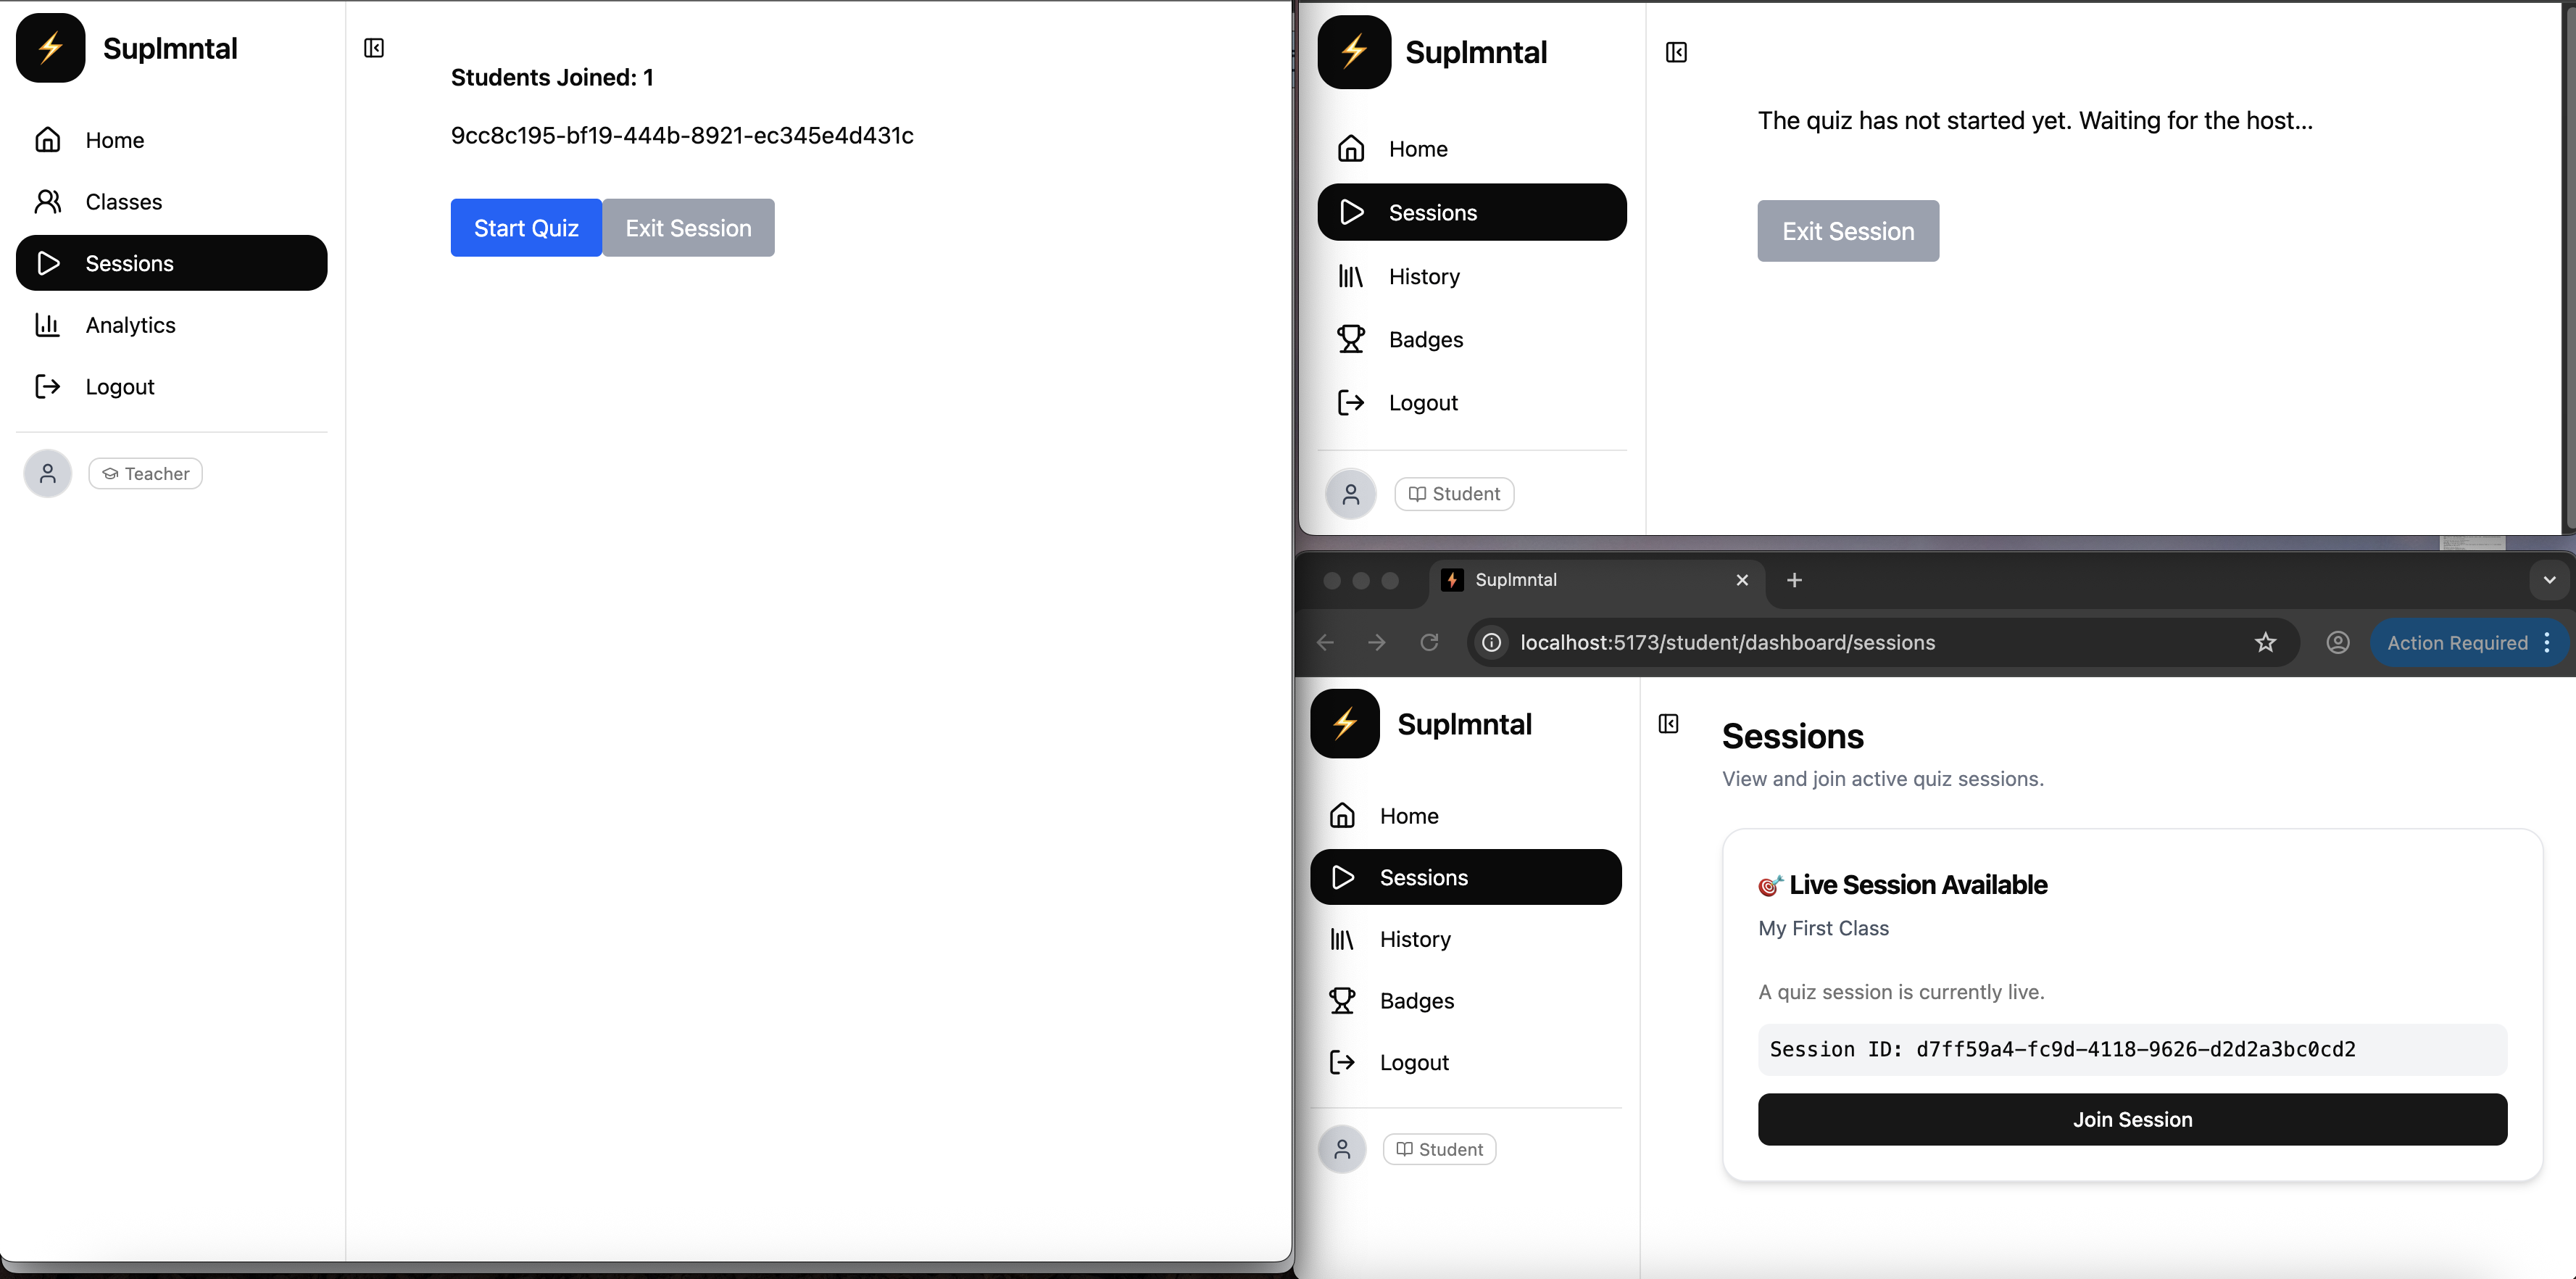 Suplmntal
Home
Classes
Sessions
Analytics
Logout
Teacher
Students Joined: 1
9cc8c195-bf19-444b-8921-ec345e4d431c
Start Quiz
Exit Session
Suplmntal
Home
Sessions
History
Badges
Logout
Student
The quiz has not started yet. Waiting for the host...
Exit Session
Suplmntal
localhost:5173/student/dashboard/sessions
Action Required
Suplmntal
Home
Sessions
History
Badges
Logout
Student
Sessions
View and join active quiz sessions.
Live Session Available
My First Class
A quiz session is currently live.
Session ID: d7ff59a4-fc9d-4118-9626-d2d2a3bc0cd2
Join Session